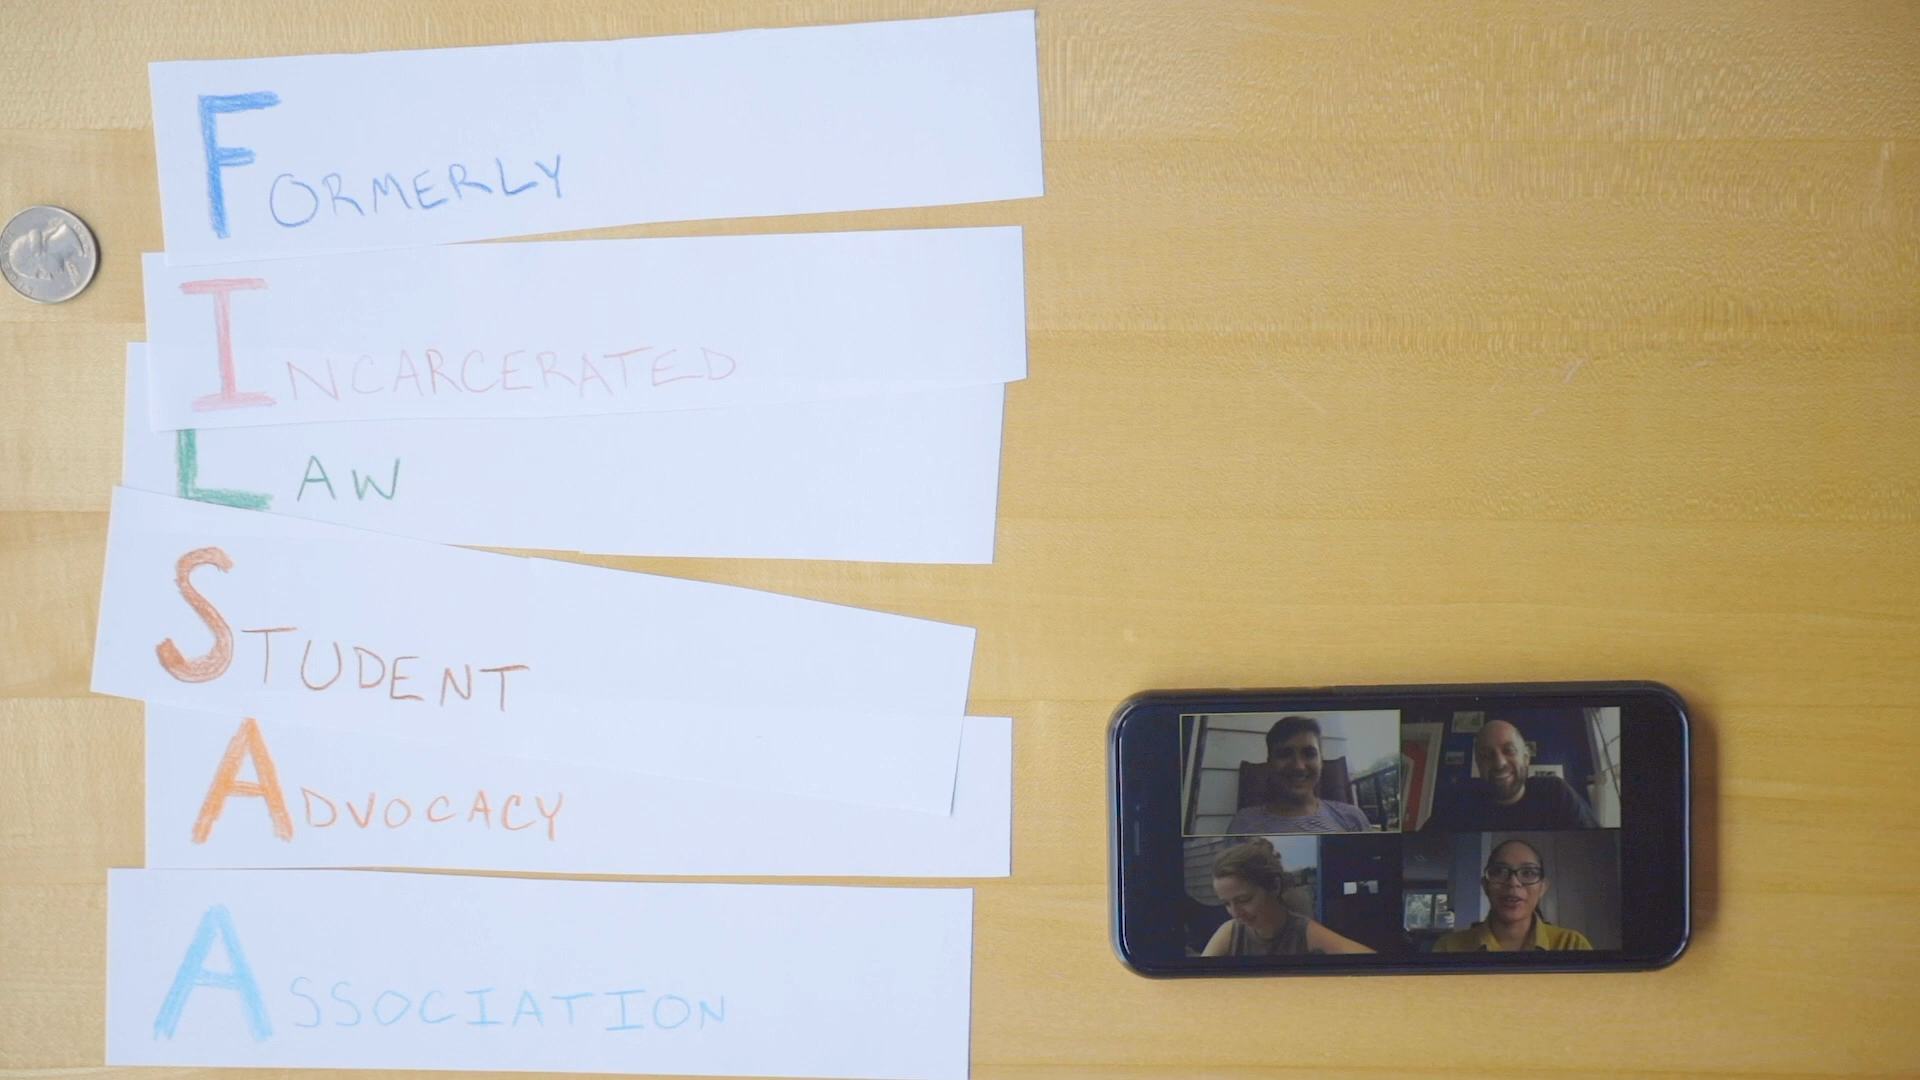 FORMERLY
INCARCERATED
LAW
STUDENT
ADVOCACY
ASSOCIATION